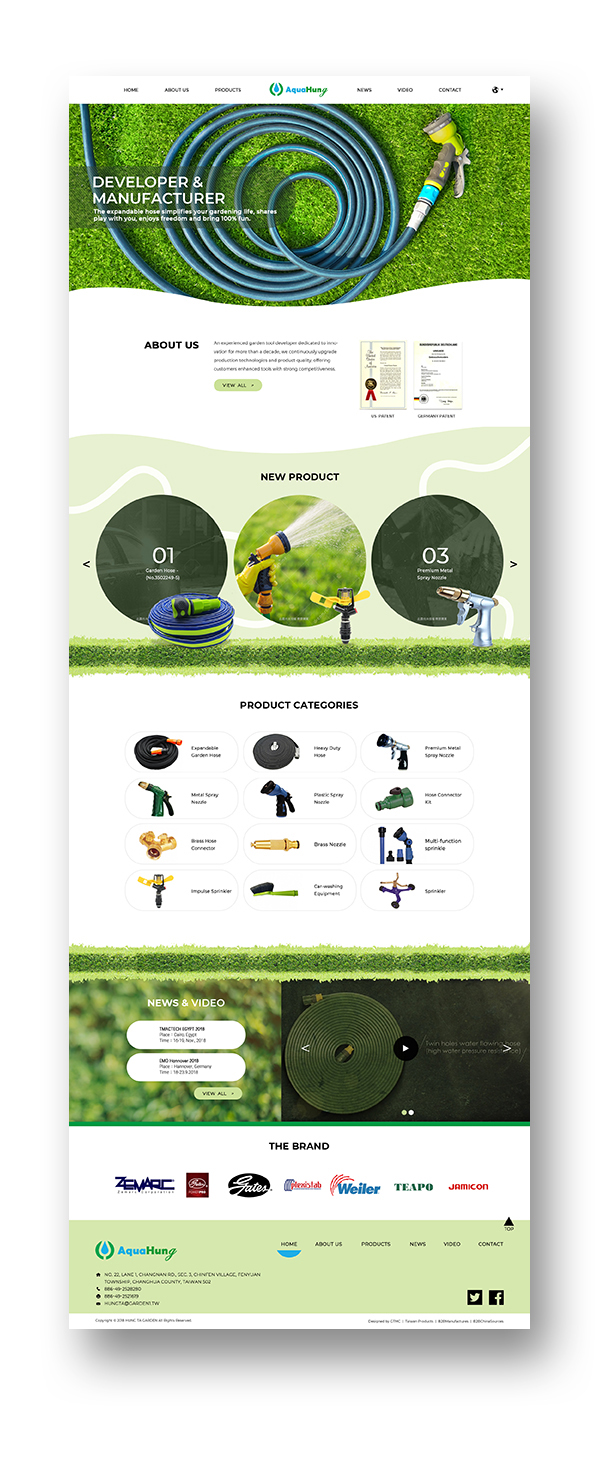 HOME ABOUT US PRODUCTS AquaHung NEWS VIDEO CONTACT
DEVELOPER &
MANUFACTURER
The expandable hose simplifies your gardening life, shares
play with you, enjoys freedom and bring 100% fun.
ABOUT US
An experienced garden tool developer dedicated to inno-
vation for more than a decade, we continuously upgrade
production technologies and product quality, offering
customers enhanced tools with strong competitiveness.
VIEW ALL >
US- PATENT
GERMANY PATENT
NEW PRODUCT
<
01
Garden Hose -
(No.3502249-S)
03
Premium Metal
Spray Nozzle
>
PRODUCT CATEGORIES
Expandable
Garden Hose
Heavy Duty
Hose
Premium Metal
Spray Nozzle
Metal Spray
Nozzle
Plastic Spray
Nozzle
Hose Connector
Kit
Brass Hose
Connector
Brass Nozzle
Multi-function
sprinkle
Impulse Sprinkler
Car-washing
Equipment
Sprinkler
NEWS & VIDEO
TMACTECH EGYPT 2018
Place | Cairo, Egypt
Time | 16-19, Nov., 2018
EMO Hannover 2018
Place | Hannover, Germany
Time | 18-23.9.2018
VIEW ALL >
<
Twin holes water flowing hose
(high water pressure resistence) /
>
THE BRAND
ZEMARC
Zemarc Corporation
Gates
Gates
plexislab
Weiler
TEAPO
JAMICON
TOP
AquaHung
HOME ABOUT US PRODUCTS NEWS VIDEO CONTACT
NO. 22, LANE 1, CHANGNAN RD., SEC. 3, CHINFEN VILLAGE, FENYUAN
TOWNSHIP, CHANGHUA COUNTY, TAIWAN 502
886-49-2528280
886-49-2521619
HUNGTA@GARDEN1.TW
Copyright © 2018 HUNG TA GARDEN All Rights Reserved.
Designed by GTMC | Taiwan Products | B2BManufactures | B2BChinaSources